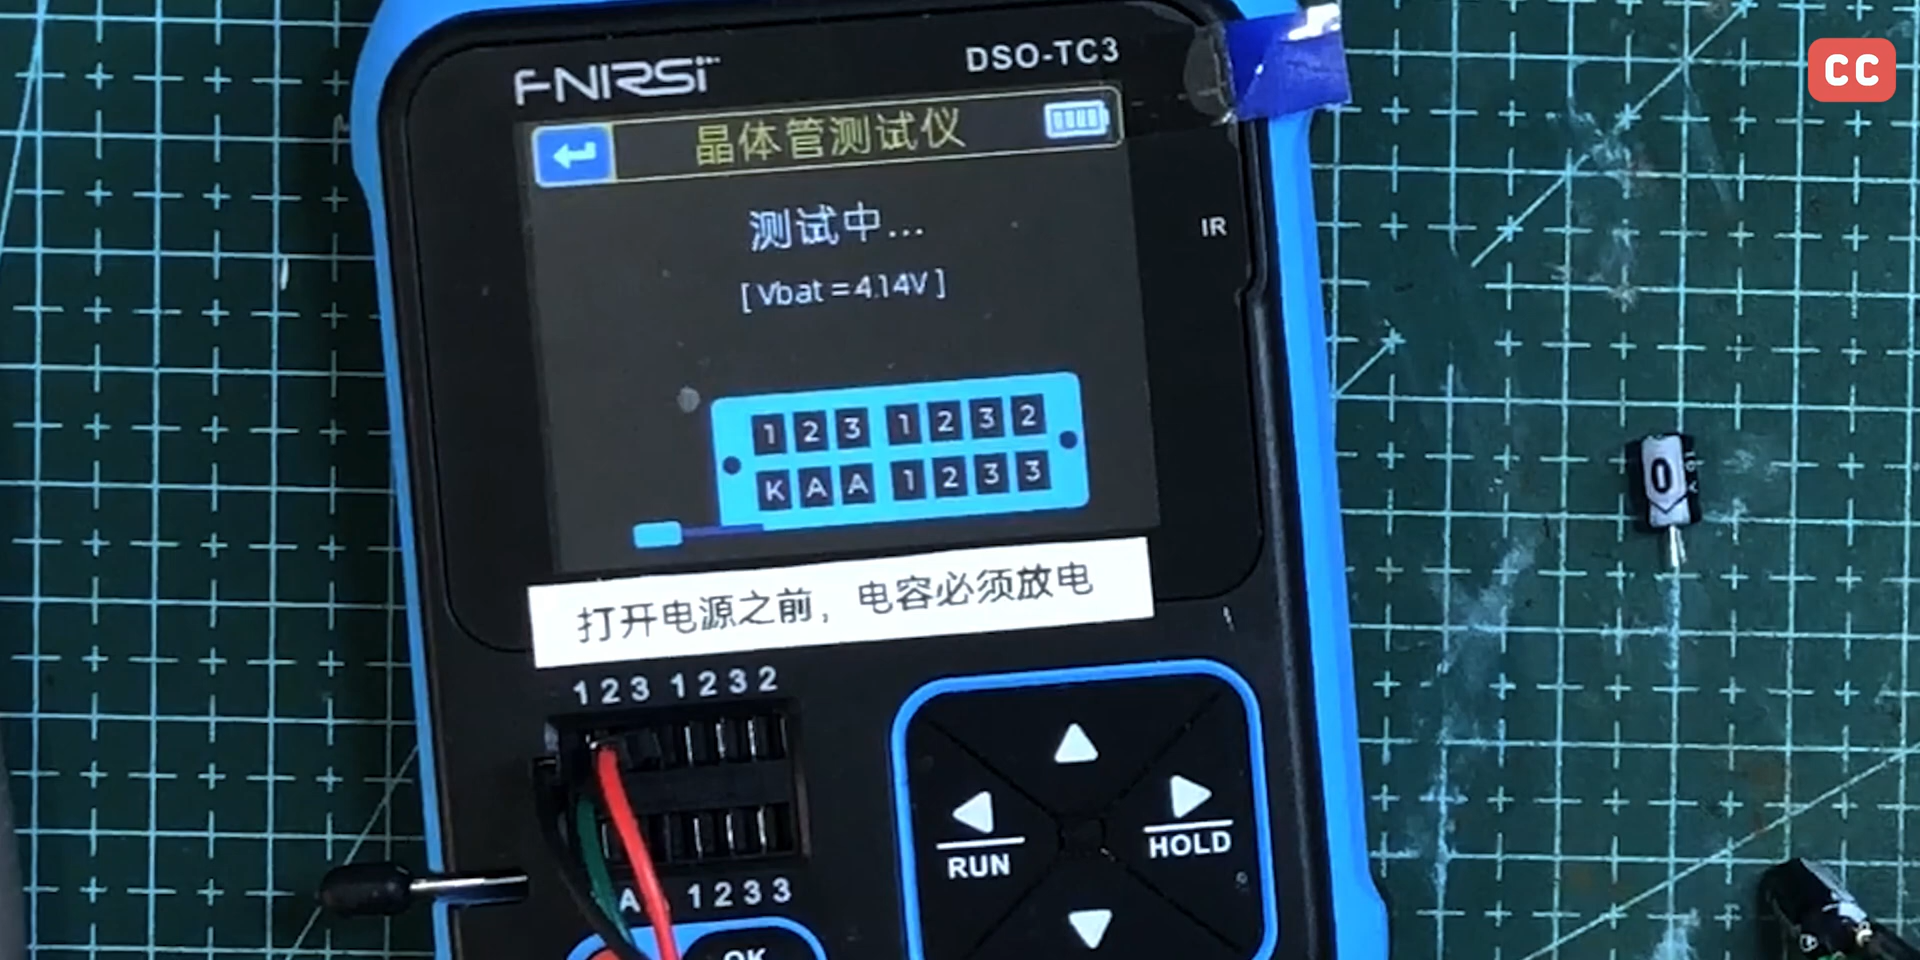 FNIRSI
DSO-TC3
CC
晶体管测试仪
测试中...
IR
[ Vbat =4.14V ]
1 2 3 1 2 3 2
K A A 1 2 3 3
0
打开电源之前，电容必须放电
1 2 3 1 2 3 2
RUN
HOLD
A 1 2 3 3
OK